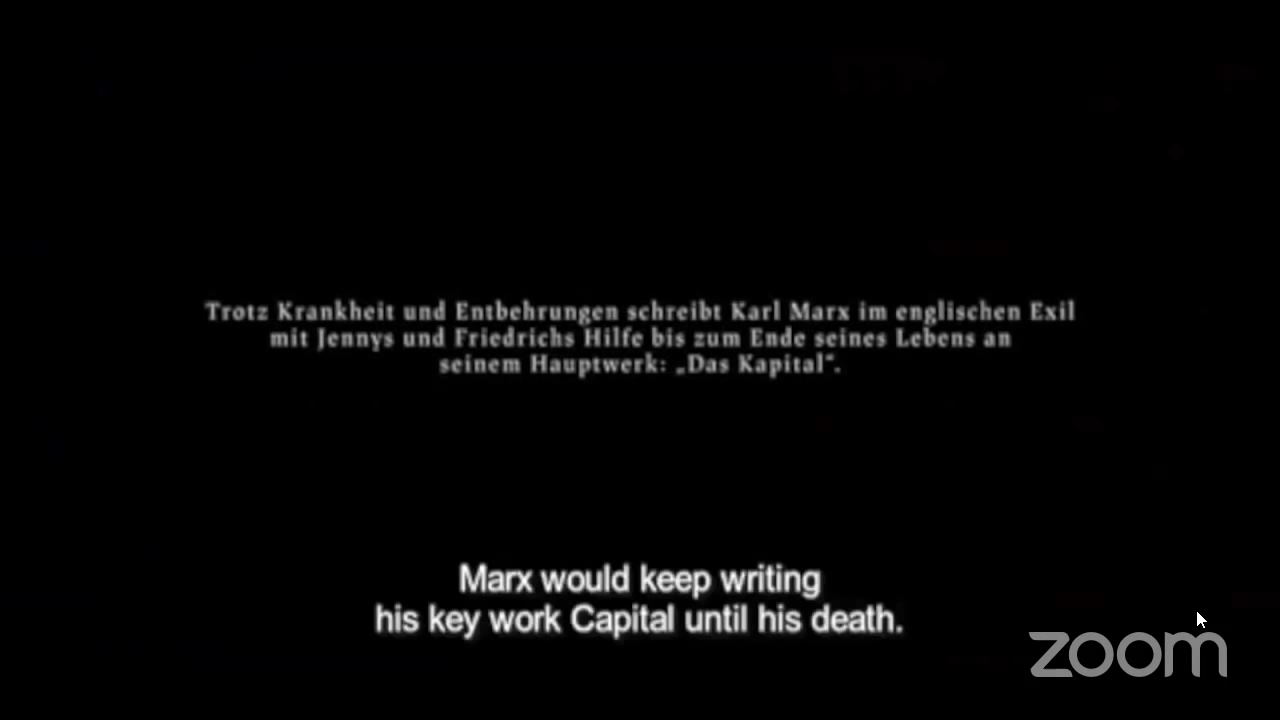 Trotz Krankheit und Entbehrungen schreibt Karl Marx im englischen Exil
mit Jennys und Friedrichs Hilfe bis zum Ende seines Lebens an
seinem Hauptwerk: „Das Kapital“.
Marx would keep writing
his key work Capital until his death.
zoom